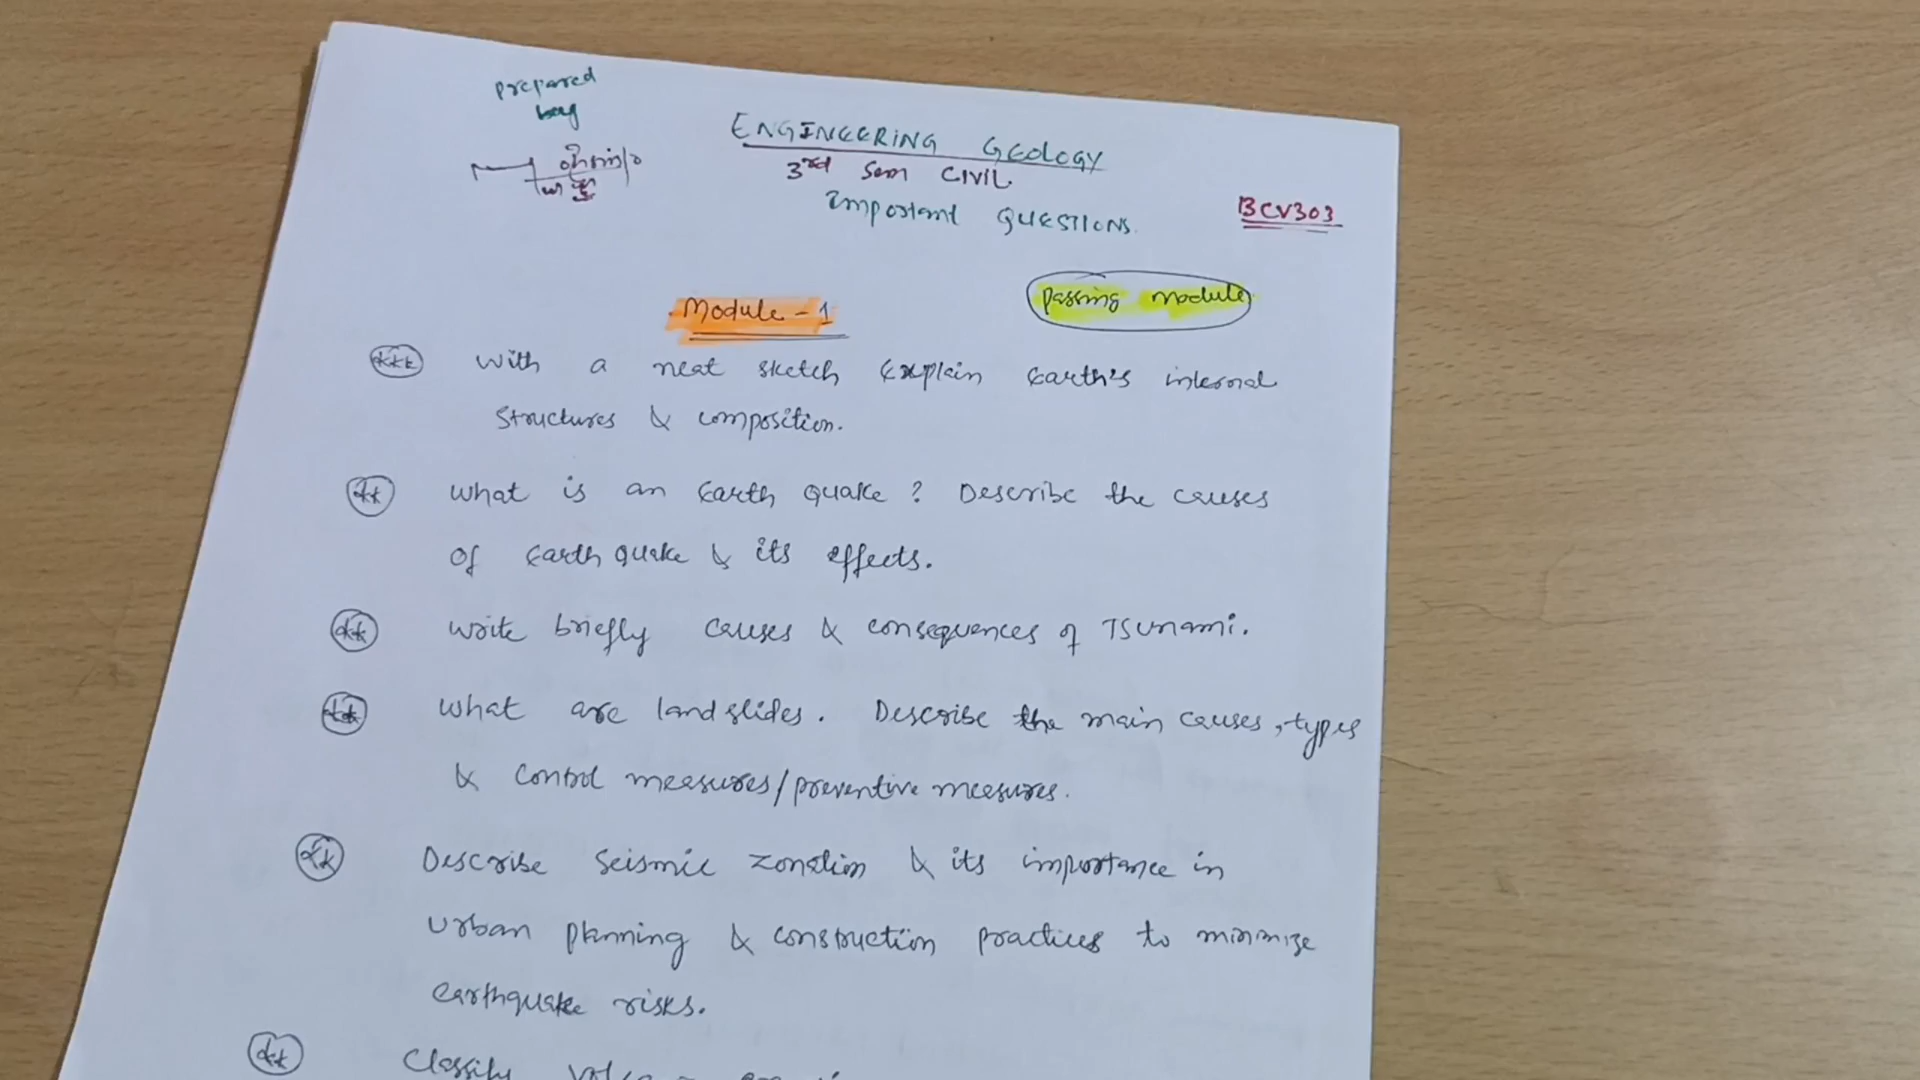 prepared
by
ENGINEERING GEOLOGY
3rd Sem CIVIL
Important QUESTIONS.
BCV303
Module - 1
Passing module
*** With a neat sketch Explain Earth's internal
Structures & composition.
** What is an Earth quake ? Describe the causes
of Earth quake & its effects.
** Write briefly causes & consequences of Tsunami.
** What are landslides. Describe the main causes, types
& control measures/preventive measures.
** Describe seismic zonation & its importance in
urban planning & construction practices to minimize
earthquake risks.
** Classify